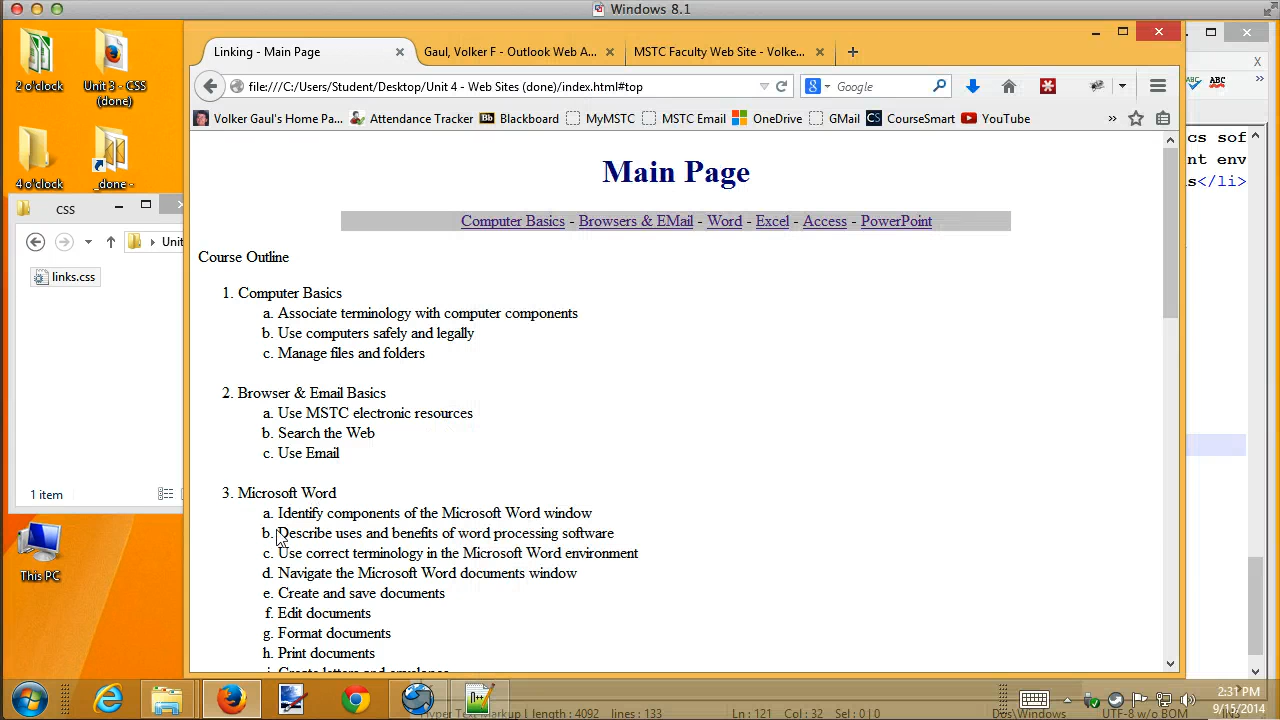 Windows 8.1
2 o'clock
Unit 3 - CSS (done)
4 o'clock
_done -
Linking - Main Page
Gaul, Volker F - Outlook Web A...
MSTC Faculty Web Site - Volke...
file:///C:/Users/Student/Desktop/Unit 4 - Web Sites (done)/index.html#top
Google
Volker Gaul's Home Pa...
Attendance Tracker
Bb Blackboard
MyMSTC
MSTC Email
OneDrive
GMail
CS CourseSmart
YouTube
»
Main Page
Computer Basics - Browsers & EMail - Word - Excel - Access - PowerPoint
Course Outline
1. Computer Basics
a. Associate terminology with computer components
b. Use computers safely and legally
c. Manage files and folders
2. Browser & Email Basics
a. Use MSTC electronic resources
b. Search the Web
c. Use Email
3. Microsoft Word
a. Identify components of the Microsoft Word window
b. Describe uses and benefits of word processing software
c. Use correct terminology in the Microsoft Word environment
d. Navigate the Microsoft Word documents window
e. Create and save documents
f. Edit documents
g. Format documents
h. Print documents
i. Create letters and envelopes
css
Unit
links.css
1 item
This PC
ABC
ABC
cs sof
nt env
s</li>
Hyper Text Markup L length : 4092 lines : 133
Ln : 121 Col : 32 Sel : 0 | 0
Dos\Windows
UTF-8 w/o BOM
INS
2:31 PM
9/15/2014